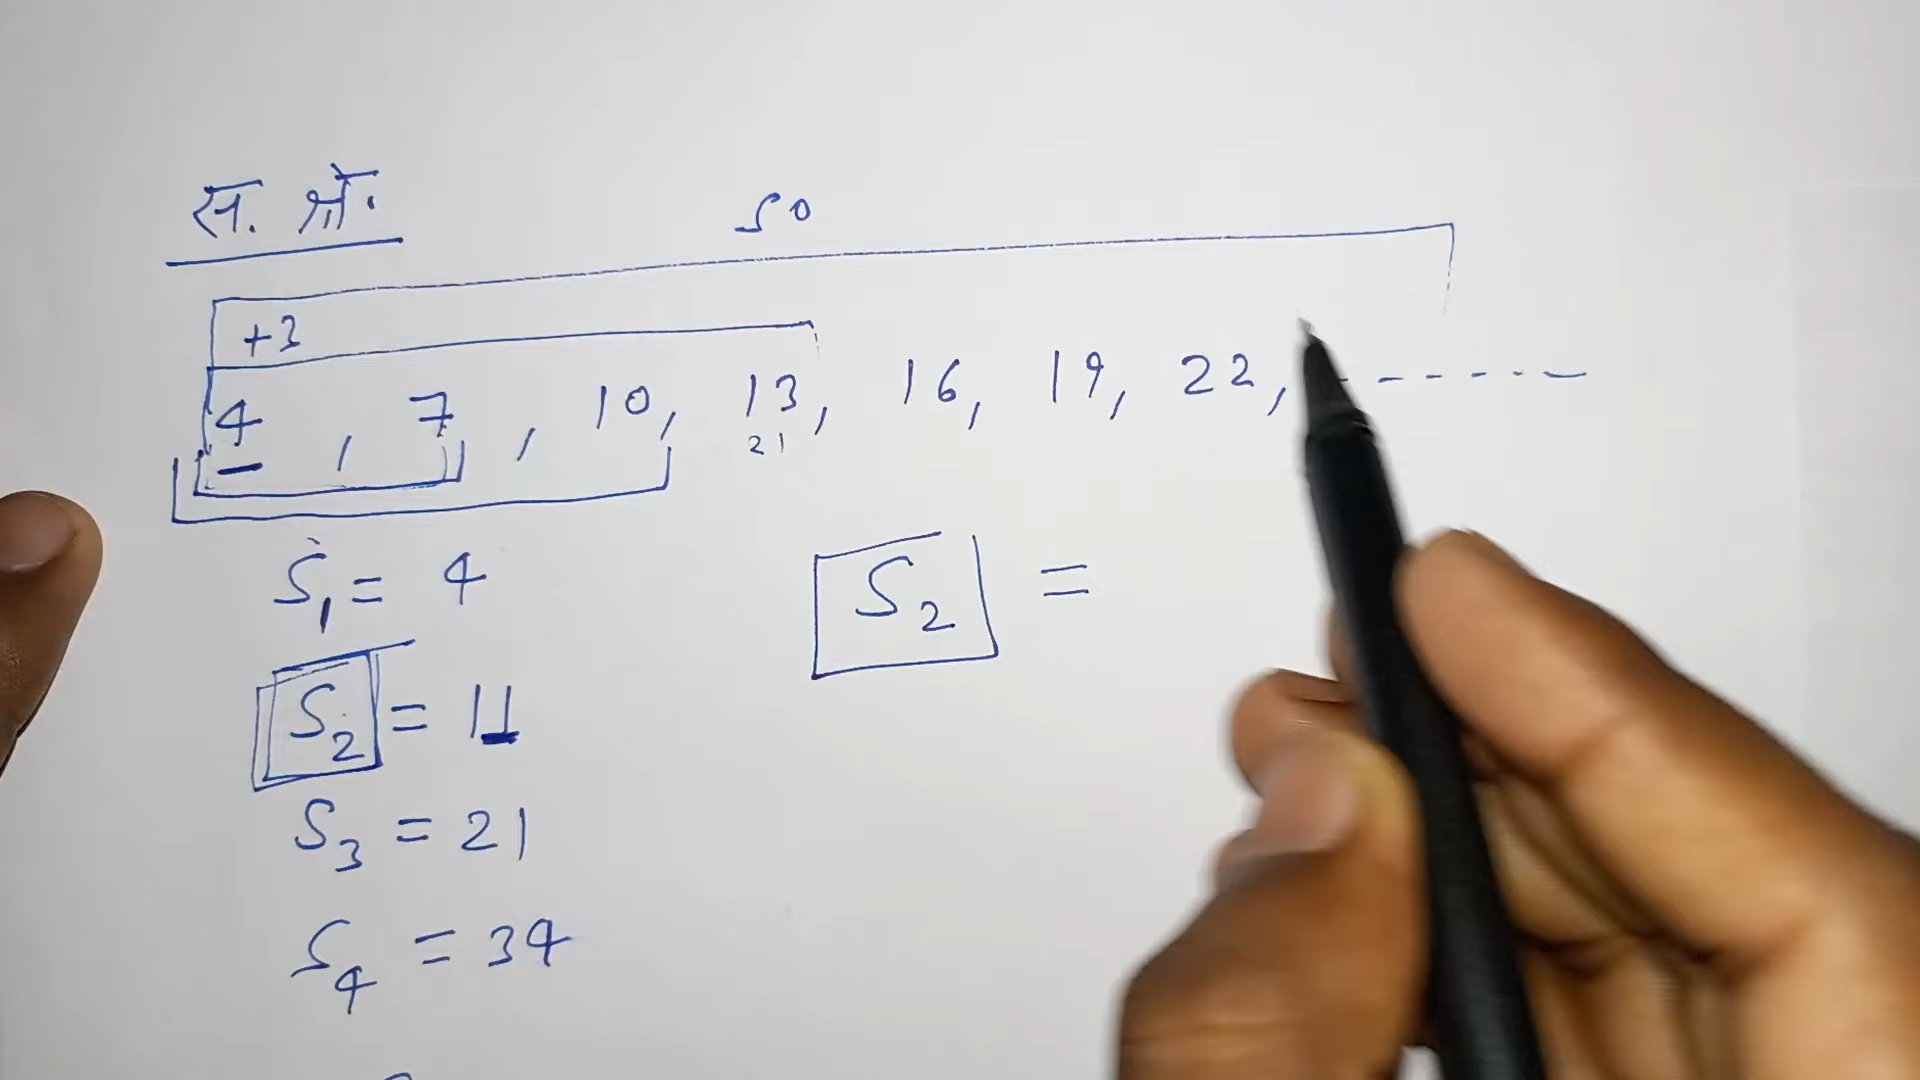 स. श्रे.
50
+3
4 , 7 , 10, 13, 16, 19, 22, - - - - - -
21
S₁ = 4
S₂ =
S₂ = 11
S₃ = 21
S₄ = 34